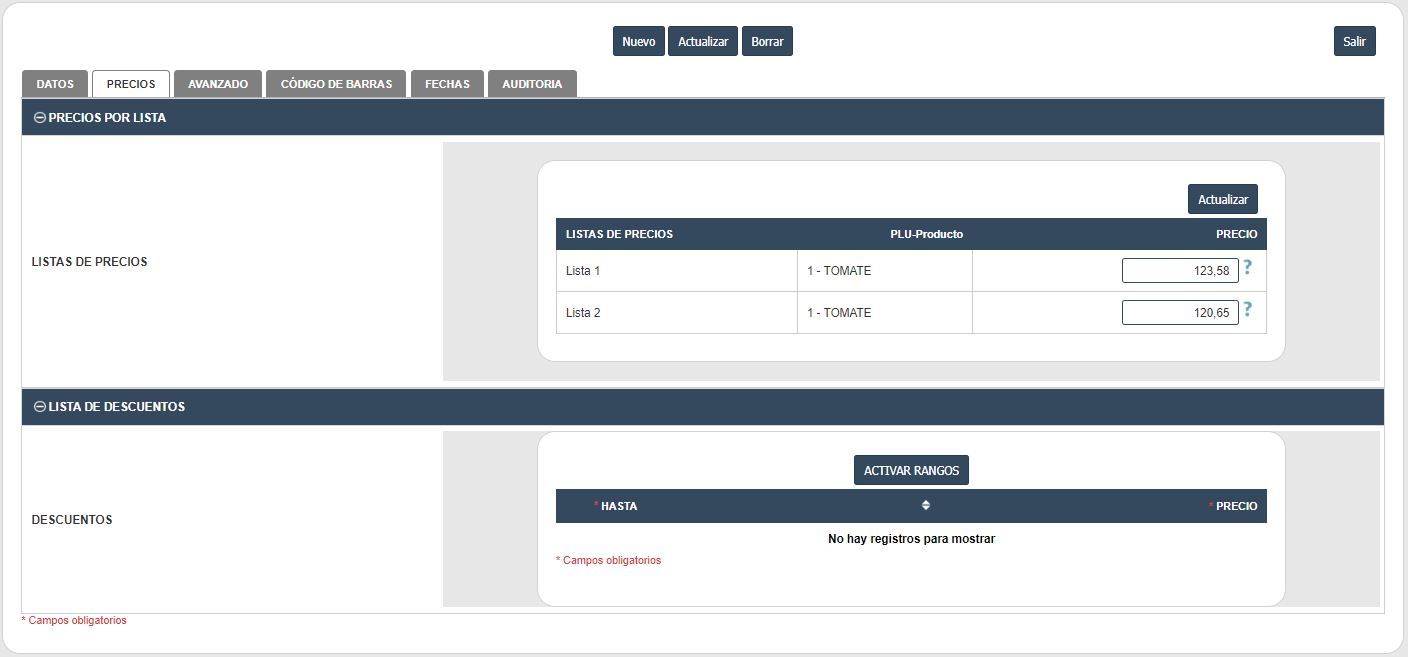 Nuevo Actualizar Borrar Salir
DATOS PRECIOS AVANZADO CÓDIGO DE BARRAS FECHAS AUDITORIA
PRECIOS POR LISTA
Actualizar
LISTAS DE PRECIOS PLU-Producto PRECIO
LISTAS DE PRECIOS
Lista 1 1 - TOMATE 123,58 ?
Lista 2 1 - TOMATE 120,65 ?
LISTA DE DESCUENTOS
ACTIVAR RANGOS
* HASTA * PRECIO
DESCUENTOS
No hay registros para mostrar
* Campos obligatorios
* Campos obligatorios